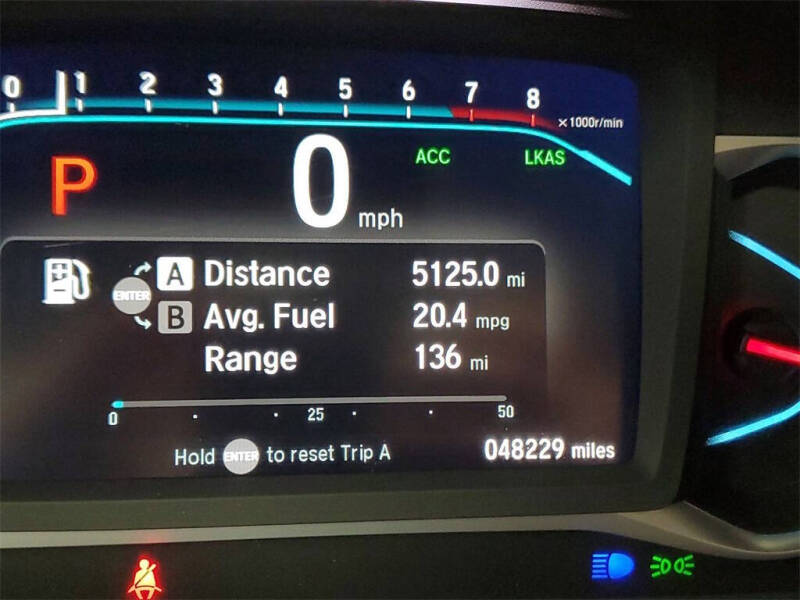 0 1 2 3 4 5 6 7 8
×1000r/min
P 0 mph ACC LKAS
A Distance 5125.0 mi
ENTER
B Avg. Fuel 20.4 mpg
Range 136 mi
0 25 50
Hold ENTER to reset Trip A 048229 miles